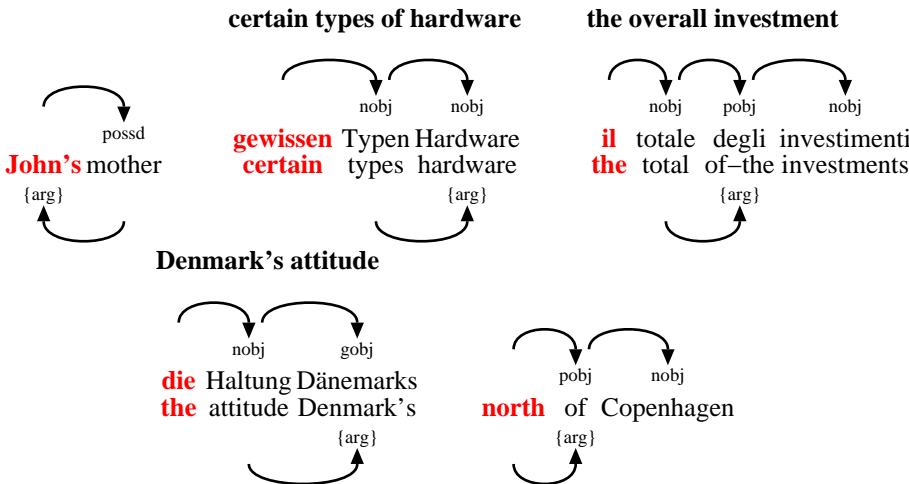 certain types of hardware
the overall investment
possd
John's mother
{arg}
nobj nobj
gewissen Typen Hardware
certain types hardware
{arg}
nobj pobj nobj
il totale degli investimenti
the total of–the investments
{arg}
Denmark's attitude
nobj gobj
die Haltung Dänemarks
the attitude Denmark's
{arg}
pobj nobj
north of Copenhagen
{arg}